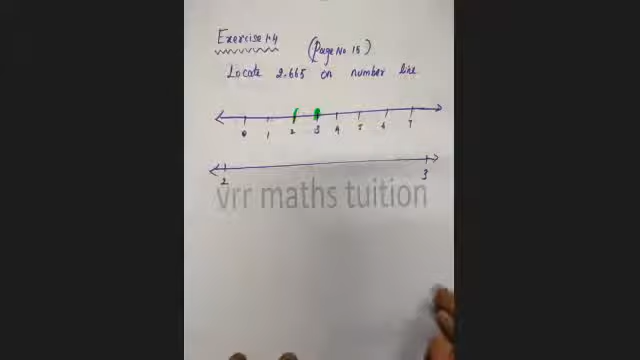 Exercise 1.4
(Page No 15)
Locate 2.665 on number line
0 1 2 3 4 5 6 7
2 3
vrr maths tuition